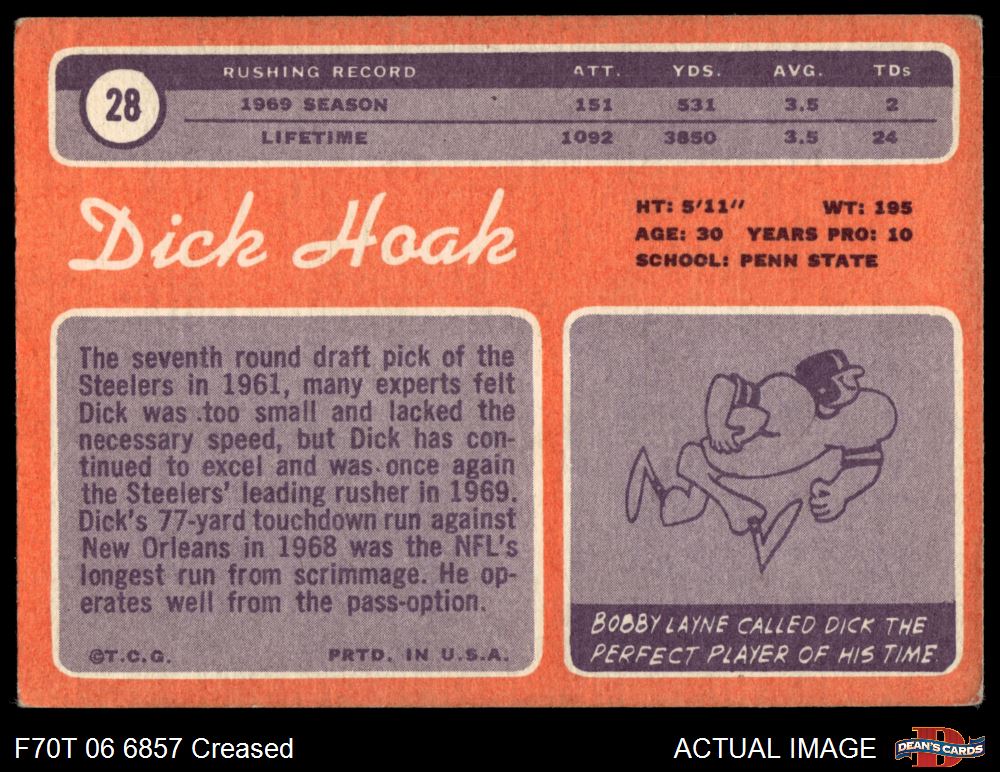 28
RUSHING RECORD ATT. YDS. AVG. TDs
1969 SEASON 151 531 3.5 2
LIFETIME 1092 3850 3.5 24
Dick Hoak
HT: 5'11" WT: 195
AGE: 30 YEARS PRO: 10
SCHOOL: PENN STATE
The seventh round draft pick of the
Steelers in 1961, many experts felt
Dick was too small and lacked the
necessary speed, but Dick has con-
tinued to excel and was once again
the Steelers' leading rusher in 1969.
Dick's 77-yard touchdown run against
New Orleans in 1968 was the NFL's
longest run from scrimmage. He op-
erates well from the pass-option.
©T.C.G. PRTD. IN U.S.A.
BOBBY LAYNE CALLED DICK THE
PERFECT PLAYER OF HIS TIME.
F70T 06 6857 Creased
ACTUAL IMAGE
DEAN'S CARDS